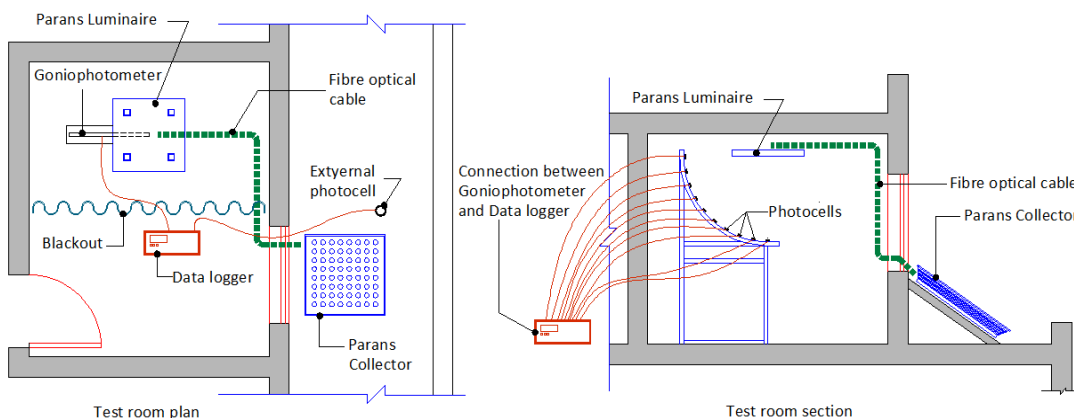 Parans Luminaire
Goniophotometer
Fibre optical
cable
Extyernal
photocell
Blackout
Data logger
Parans
Collector
Test room plan
Parans Luminaire
Connection between
Goniophotometer
and Data logger
Photocells
Fibre optical cable
Parans Collector
Test room section